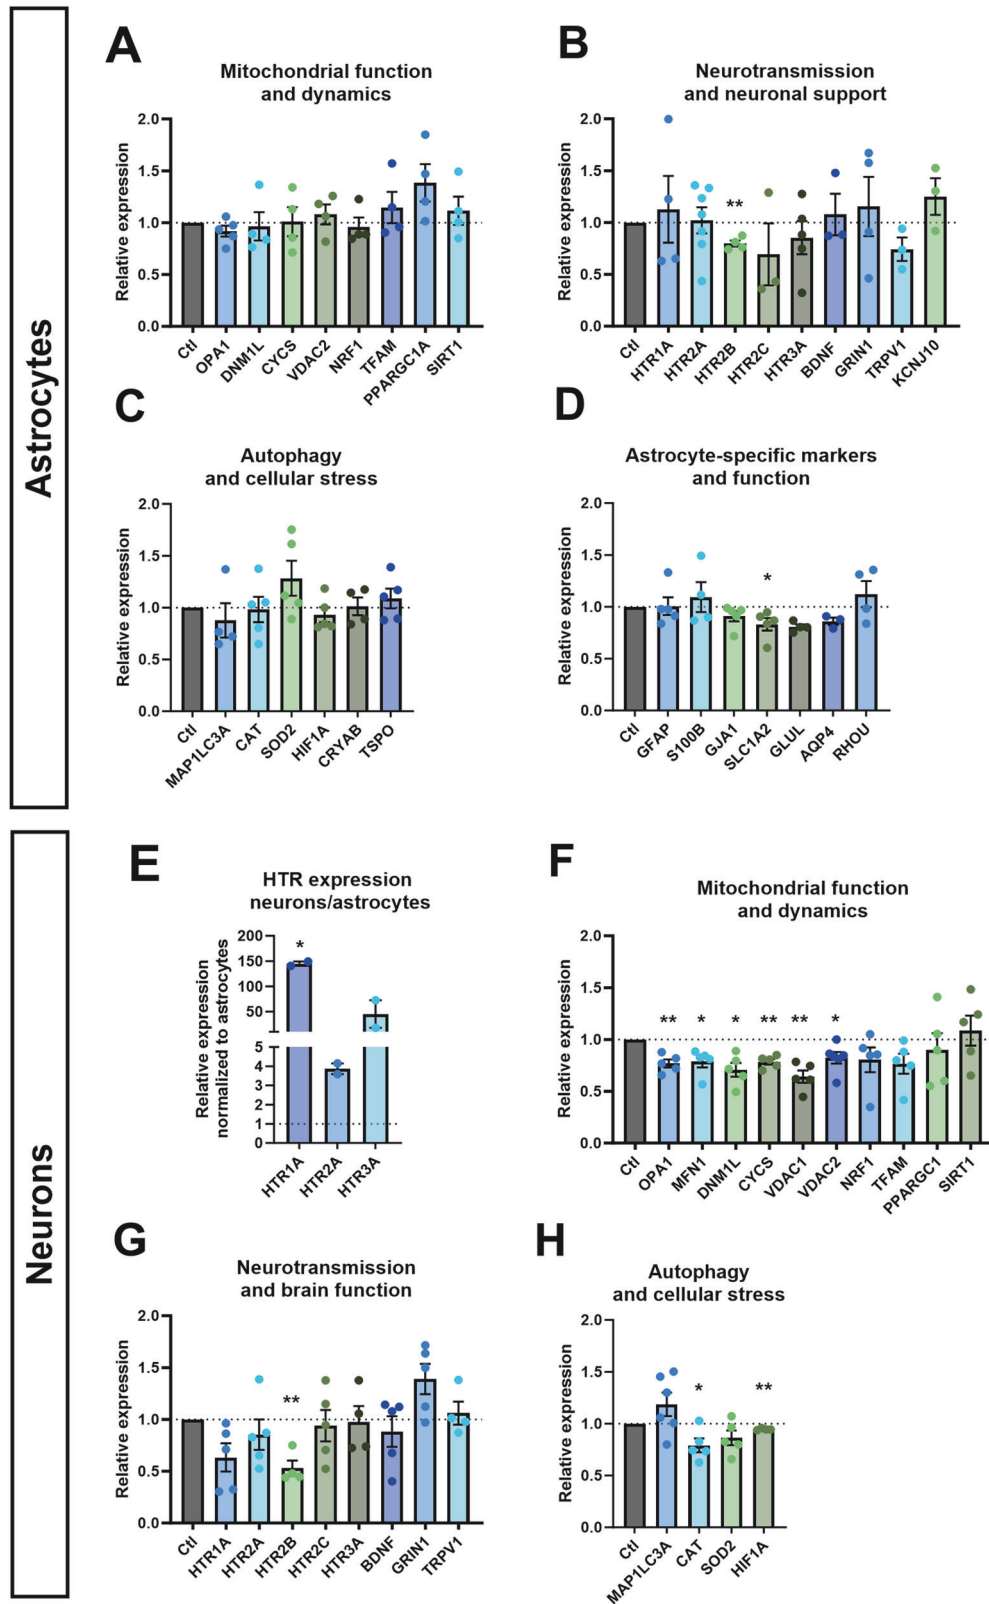 Astrocytes
A
Mitochondrial function
and dynamics
Relative expression
2.0
1.5
1.0
0.5
0.0
Ctl
OPA1
DNM1L
CYCS
VDAC2
NRF1
TFAM
PPARGC1A
SIRT1
B
Neurotransmission
and neuronal support
Relative expression
2.0
1.5
1.0
0.5
0.0
**
Ctl
HTR1A
HTR2A
HTR2B
HTR2C
HTR3A
BDNF
GRIN1
TRPV1
KCNJ10
C
Autophagy
and cellular stress
Relative expression
2.0
1.5
1.0
0.5
0.0
Ctl
MAP1LC3A
CAT
SOD2
HIF1A
CRYAB
TSPO
D
Astrocyte-specific markers
and function
Relative expression
2.0
1.5
1.0
0.5
0.0
*
Ctl
GFAP
S100B
GJA1
SLC1A2
GLUL
AQP4
RHOU
Neurons
E
HTR expression
neurons/astrocytes
Relative expression
normalized to astrocytes
200
150
100
50
5
4
3
2
1
0
*
HTR1A
HTR2A
HTR3A
F
Mitochondrial function
and dynamics
Relative expression
2.0
1.5
1.0
0.5
0.0
** * * ** ** *
Ctl
OPA1
MFN1
DNM1L
CYCS
VDAC1
VDAC2
NRF1
TFAM
PPARGC1
SIRT1
G
Neurotransmission
and brain function
Relative expression
2.0
1.5
1.0
0.5
0.0
**
Ctl
HTR1A
HTR2A
HTR2B
HTR2C
HTR3A
BDNF
GRIN1
TRPV1
H
Autophagy
and cellular stress
Relative expression
2.0
1.5
1.0
0.5
0.0
* **
Ctl
MAP1LC3A
CAT
SOD2
HIF1A